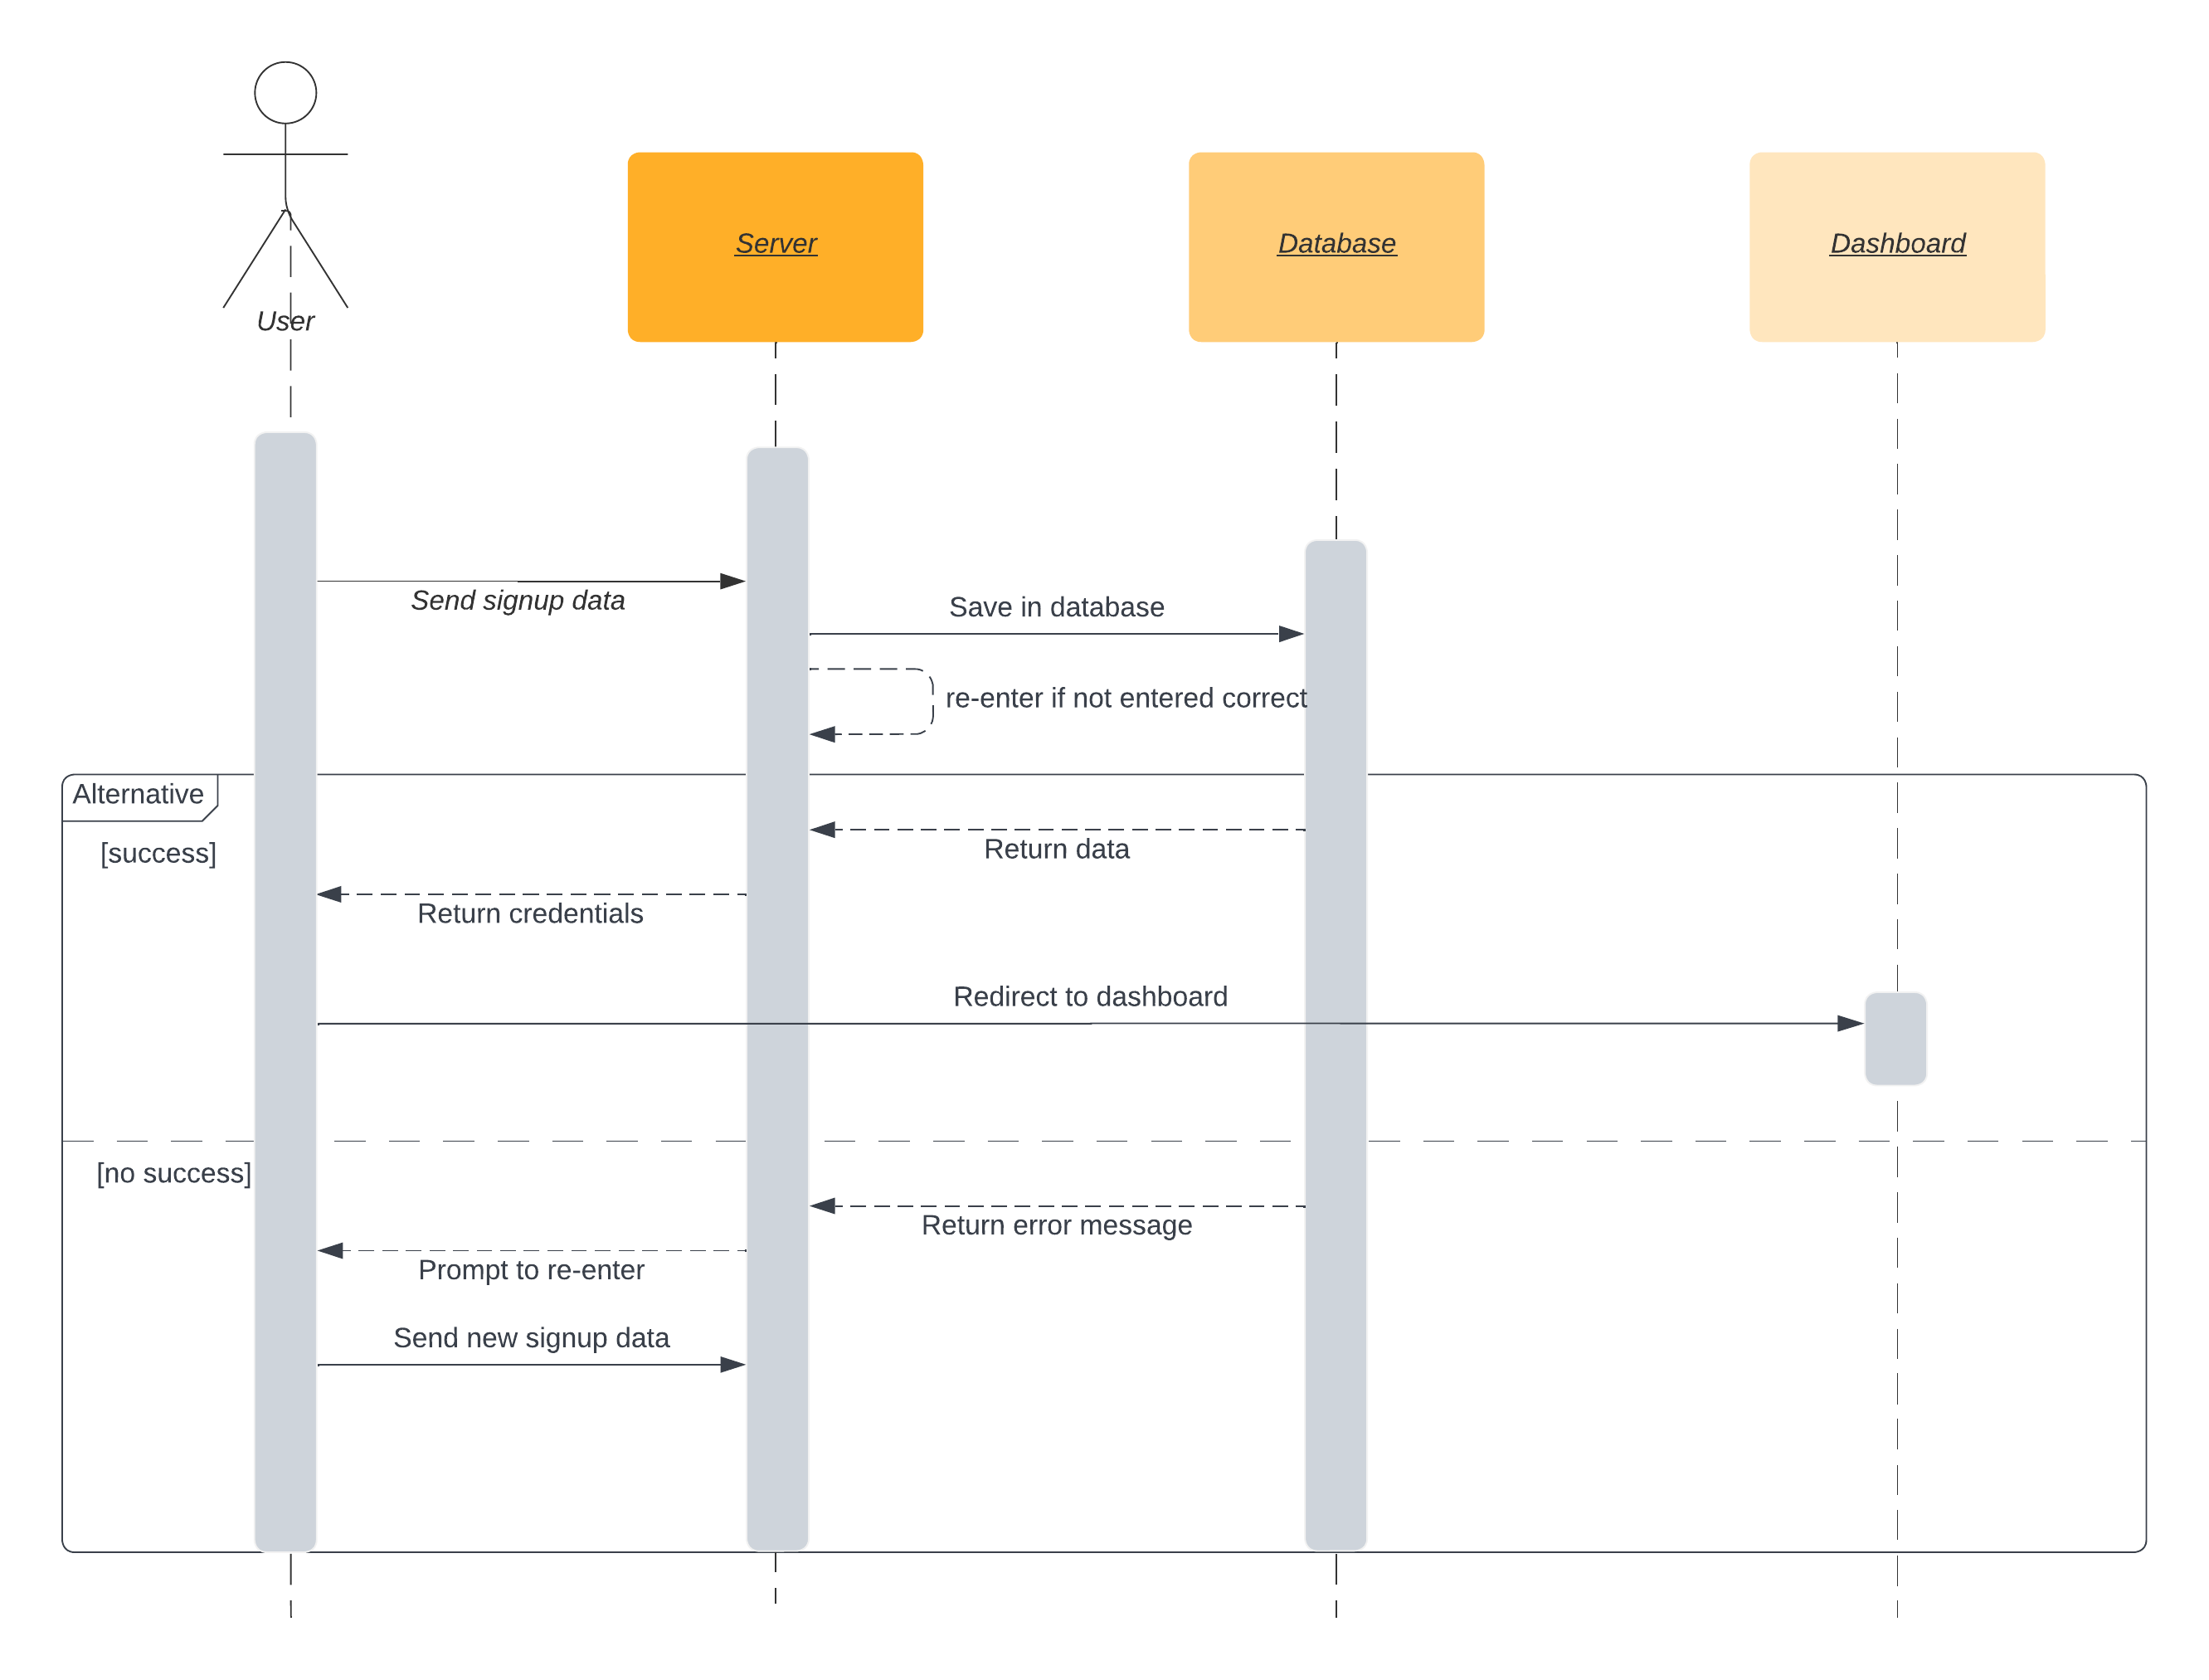 Server
Database
Dashboard
User
Send signup data
Save in database
re-enter if not entered correct
Alternative
[success]
Return data
Return credentials
Redirect to dashboard
[no success]
Return error message
Prompt to re-enter
Send new signup data